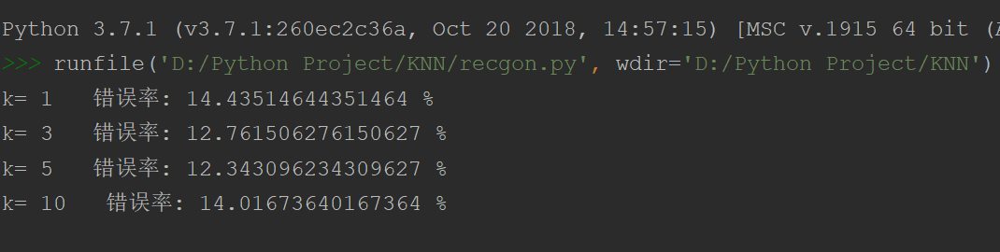 Python 3.7.1 (v3.7.1:260ec2c36a, Oct 20 2018, 14:57:15) [MSC v.1915 64 bit (
>>> runfile('D:/Python Project/KNN/recgon.py', wdir='D:/Python Project/KNN')
k= 1 错误率: 14.43514644351464 %
k= 3 错误率: 12.761506276150627 %
k= 5 错误率: 12.343096234309627 %
k= 10 错误率: 14.01673640167364 %